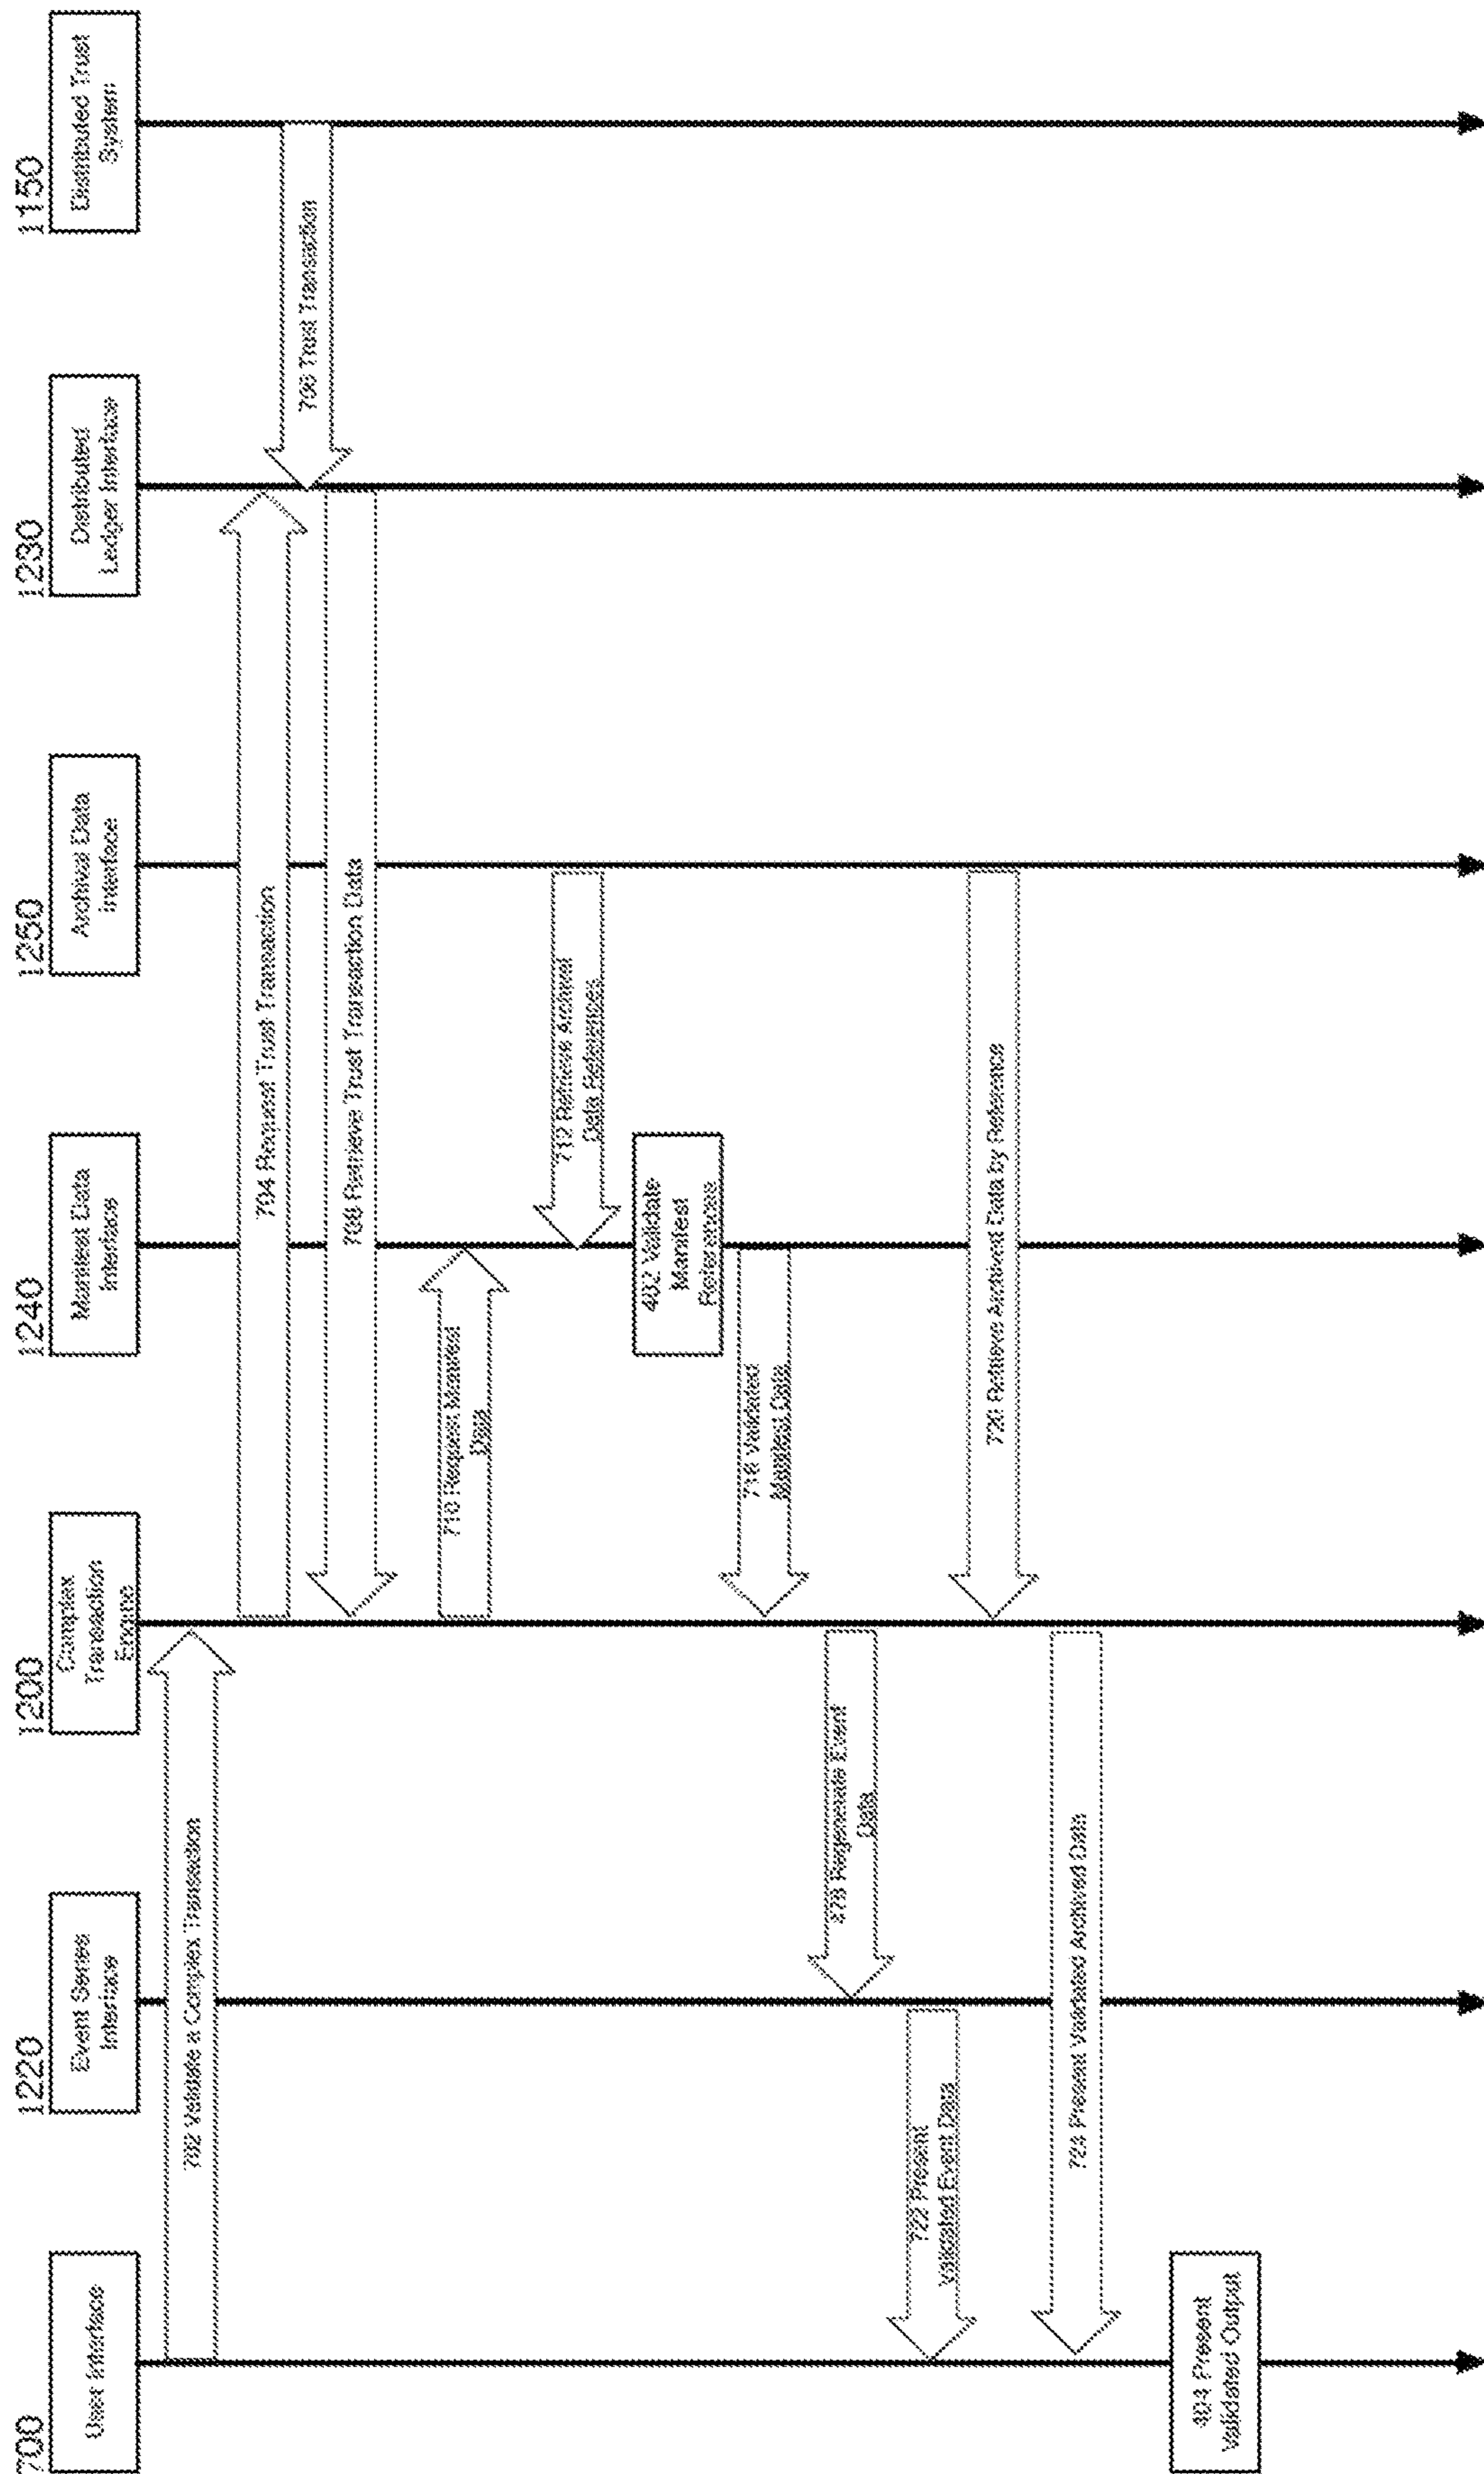 700
User Interface
1220
Event Series
Interface
1200
Complex
Transaction
Engine
1240
Manifest Data
Interface
1250
Archival Data
Interface
1230
Distributed
Ledger Interface
1150
Distributed Trust
System
702 Validate a Complex Transaction
704 Request Trust Transaction
706 Trust Transaction
708 Retrieve Trust Transaction Data
710 Request Manifest
Data
712 Retrieve Archival
Data References
402 Validate
Manifest
References
716 Validated
Manifest Data
Regenerate Event
Data
722 Present
Validated Event Data
720 Retrieve Archived Data by Reference
724 Present Validated Archived Data
404 Present
Validated Output